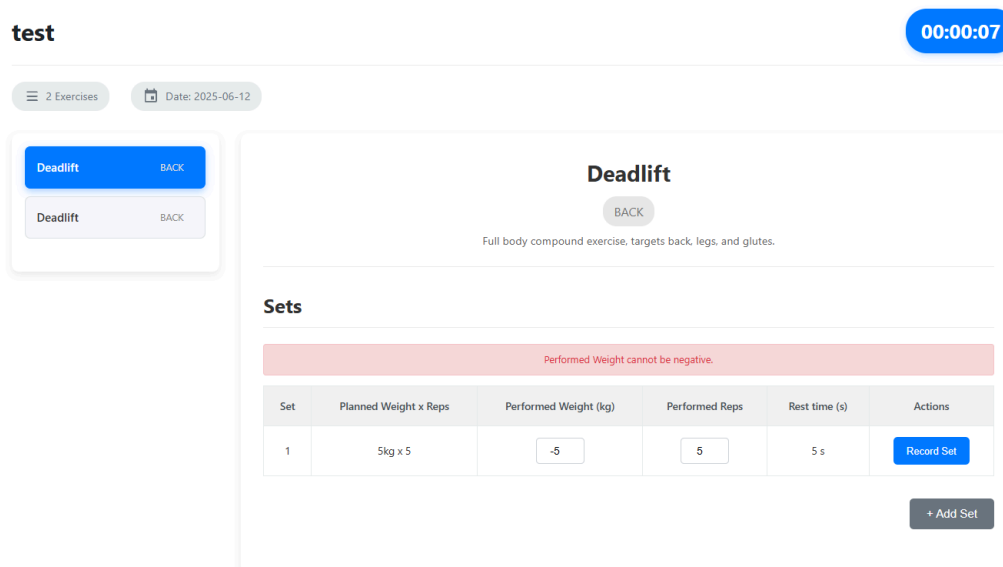 test
00:00:07
2 Exercises
Date: 2025-06-12
Deadlift BACK
Deadlift BACK
Deadlift
BACK
Full body compound exercise, targets back, legs, and glutes.
Sets
Performed Weight cannot be negative.
Set Planned Weight x Reps Performed Weight (kg) Performed Reps Rest time (s) Actions
1 5kg x 5 -5 5 5 s Record Set
+ Add Set